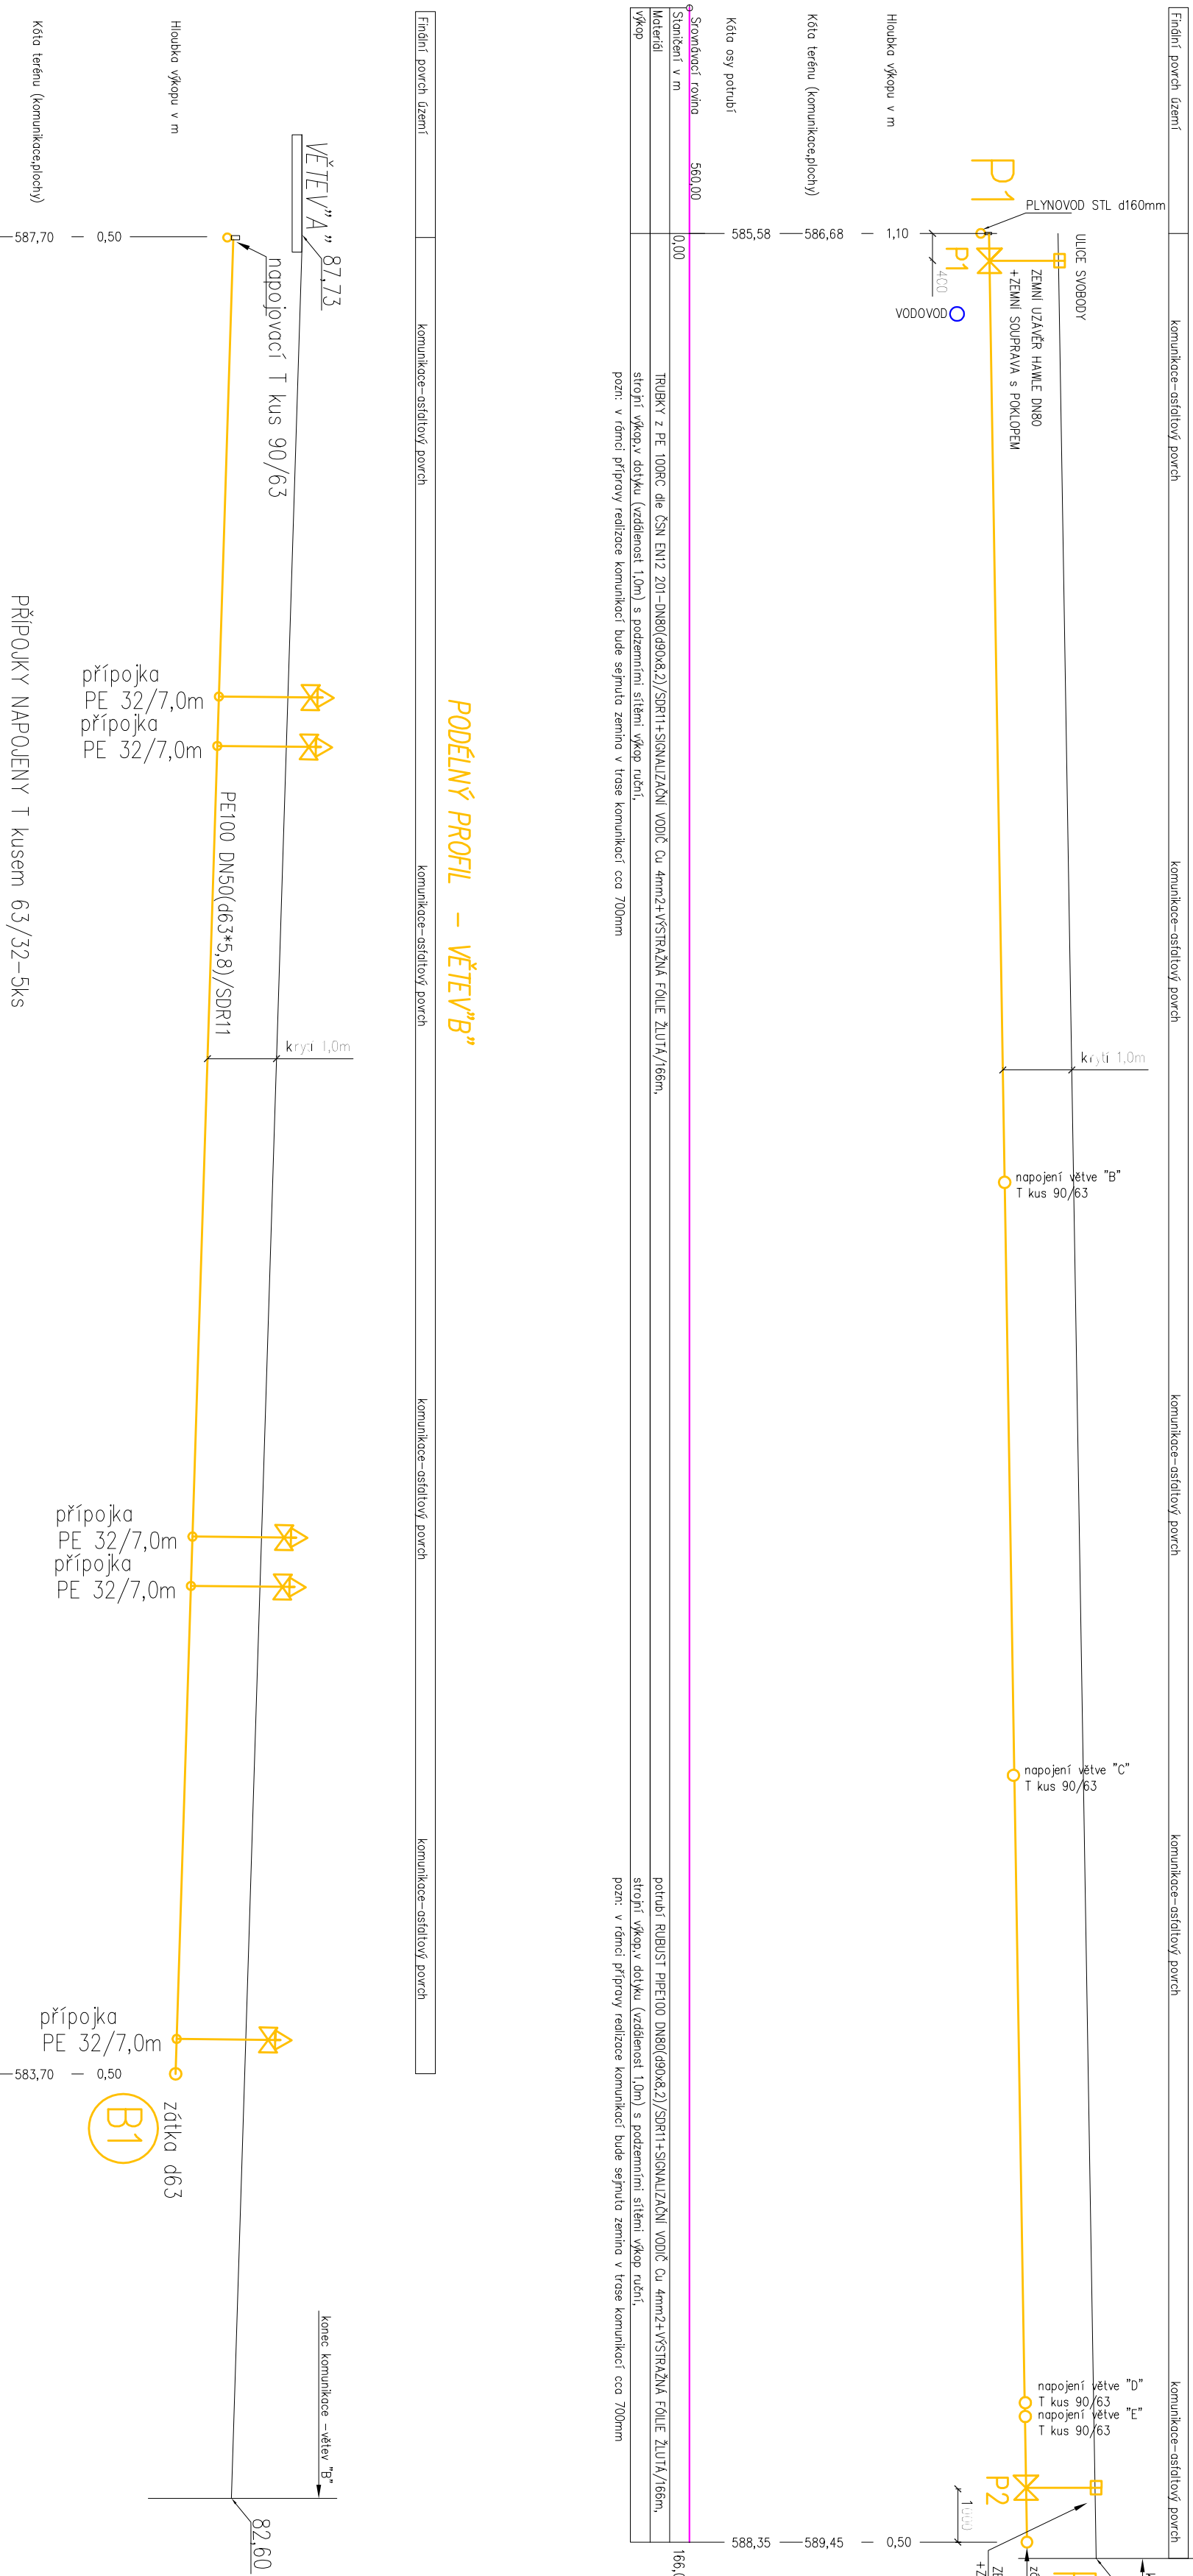 Finální povrch území
komunikace-asfaltový povrch
komunikace-asfaltový povrch
komunikace-asfaltový povrch
komunikace-asfaltový povrch
komunikace-asfaltový povrch
ULICE SVOBODY
ZEMNÍ UZÁVĚR HAWLE DN80
+ZEMNÍ SOUPRAVA s POKLOPEM
PLYNOVOD STL d160mm
P1
P1
400
VODOVOD
krytí 1,0m
napojení větve "B"
T kus 90/63
napojení větve "C"
T kus 90/63
napojení větve "D"
T kus 90/63
napojení větve "E"
T kus 90/63
P2
1000
Hloubka výkopu v m
1,10
0,50
Kóta terénu (komunikace,plochy)
586,68
589,45
Kóta osy potrubí
585,58
588,35
Srovnávací rovina
560,00
Staničení v m
0,00
Materiál
TRUBKY z PE 100RC dle ČSN EN12 201-DN80(d90x8,2)/SDR11+SIGNALIZAČNÍ VODIČ Cu 4mm2+VÝSTRAŽNÁ FÓLIE ŽLUTÁ/166m,
potrubí RUBUST PIPE100 DN80(d90x8,2)/SDR11+SIGNALIZAČNÍ VODIČ Cu 4mm2+VÝSTRAŽNÁ FÓLIE ŽLUTÁ/166m,
výkop
strojní výkop,v dotyku (vzdálenost 1,0m) s podzemními sítěmi výkop ruční,
strojní výkop,v dotyku (vzdálenost 1,0m) s podzemními sítěmi výkop ruční,
pozn: v rámci přípravy realizace komunikací bude sejmuta zemina v trase komunikací cca 700mm
pozn: v rámci přípravy realizace komunikací bude sejmuta zemina v trase komunikací cca 700mm
PODÉLNÝ PROFIL - VĚTEV"B"
Finální povrch území
komunikace-asfaltový povrch
komunikace-asfaltový povrch
komunikace-asfaltový povrch
komunikace-asfaltový povrch
VĚTEV"A"
87,73
napojovací T kus 90/63
krytí 1,0m
PE100 DN50(d63*5,8)/SDR11
konec komunikace -větev "B"
82,60
přípojka
PE 32/7,0m
přípojka
PE 32/7,0m
přípojka
PE 32/7,0m
přípojka
PE 32/7,0m
přípojka
PE 32/7,0m
zátka d63
B1
Hloubka výkopu v m
0,50
0,50
Kóta terénu (komunikace,plochy)
587,70
583,70
PŘÍPOJKY NAPOJENY T kusem 63/32-5ks